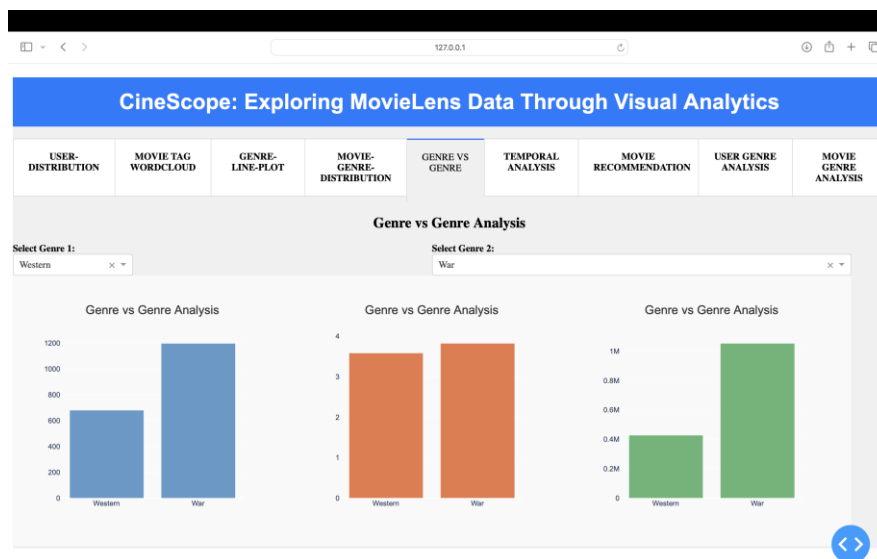 127.0.0.1
CineScope: Exploring MovieLens Data Through Visual Analytics
USER-
DISTRIBUTION
MOVIE TAG
WORDCLOUD
GENRE-
LINE-PLOT
MOVIE-
GENRE-
DISTRIBUTION
GENRE VS
GENRE
TEMPORAL
ANALYSIS
MOVIE
RECOMMENDATION
USER GENRE
ANALYSIS
MOVIE
GENRE
ANALYSIS
Genre vs Genre Analysis
Select Genre 1:
Western
Select Genre 2:
War
Genre vs Genre Analysis
1200
1000
800
600
400
200
0
Western War
Genre vs Genre Analysis
4
3
2
1
0
Western War
Genre vs Genre Analysis
1M
0.8M
0.6M
0.4M
0.2M
0
Western War